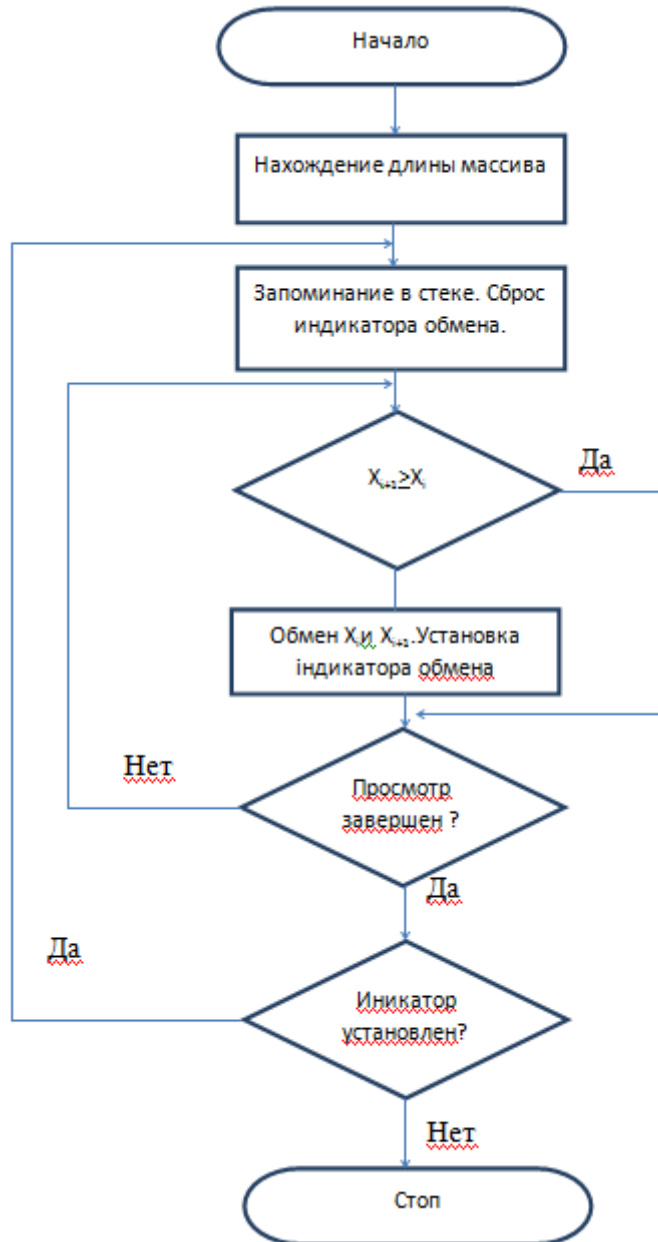 Начало
Нахождение длины массива
Запоминание в стеке. Сброс
индикатора обмена.
Xᵢ₊₁≥Xᵢ
Да
Обмен Xᵢи Xᵢ₊₁.Установка
індикатора обмена
Нет
Просмотр
завершен ?
Да
Да
Иникатор
установлен?
Нет
Стоп